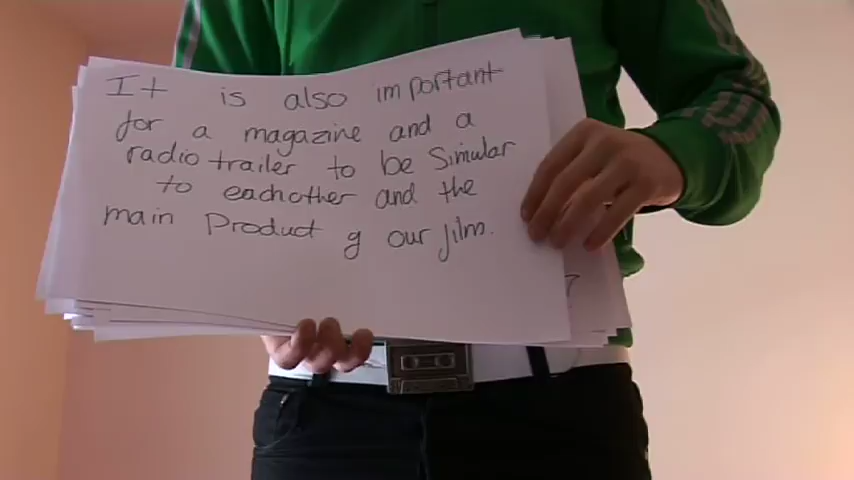 It is also important
for a magazine and a
radio trailer to be Simular
to eachother and the
main Product g our film.